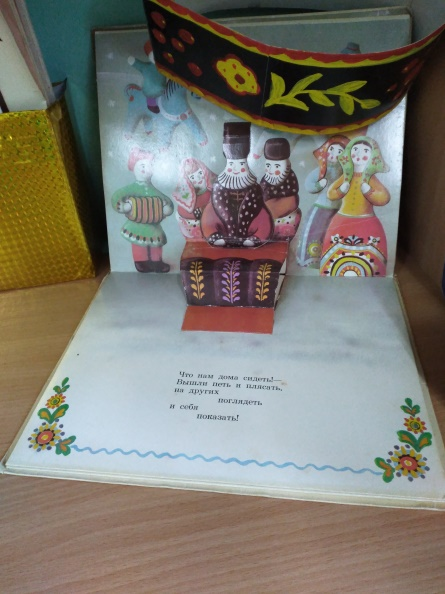 Что нам дома сидеть!—
Вышли петь и плясать,
на других
поглядеть
и себя
показать!